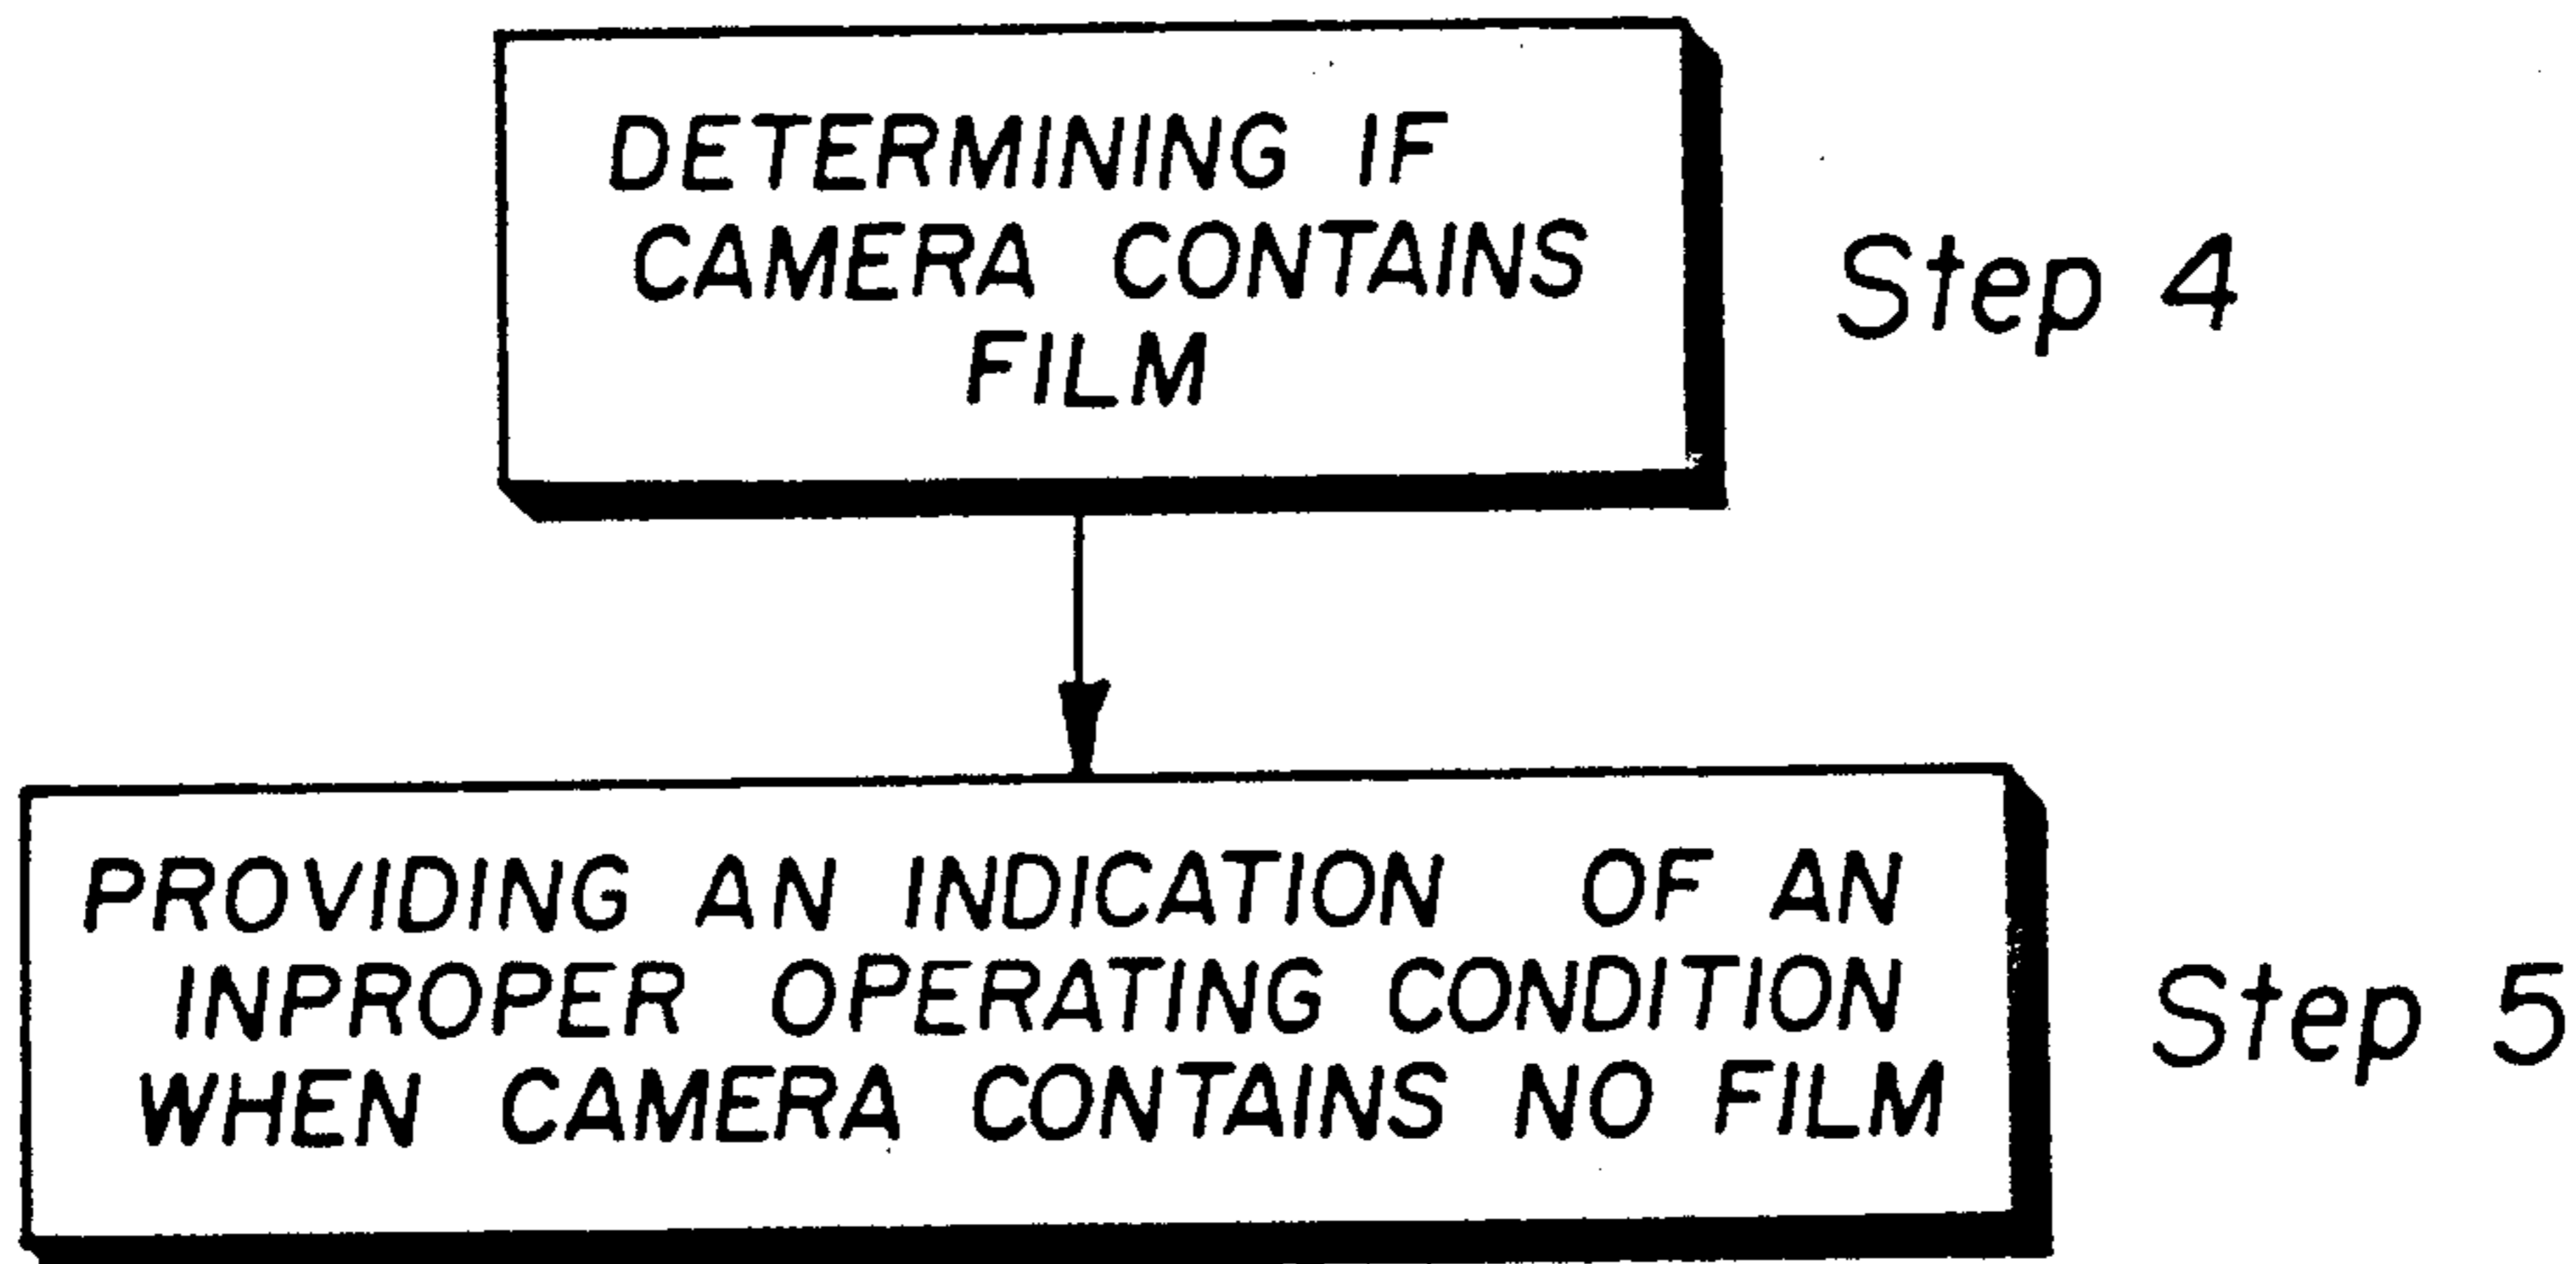 DETERMINING IF
CAMERA CONTAINS
FILM
Step 4
PROVIDING AN INDICATION OF AN
INPROPER OPERATING CONDITION
WHEN CAMERA CONTAINS NO FILM
Step 5